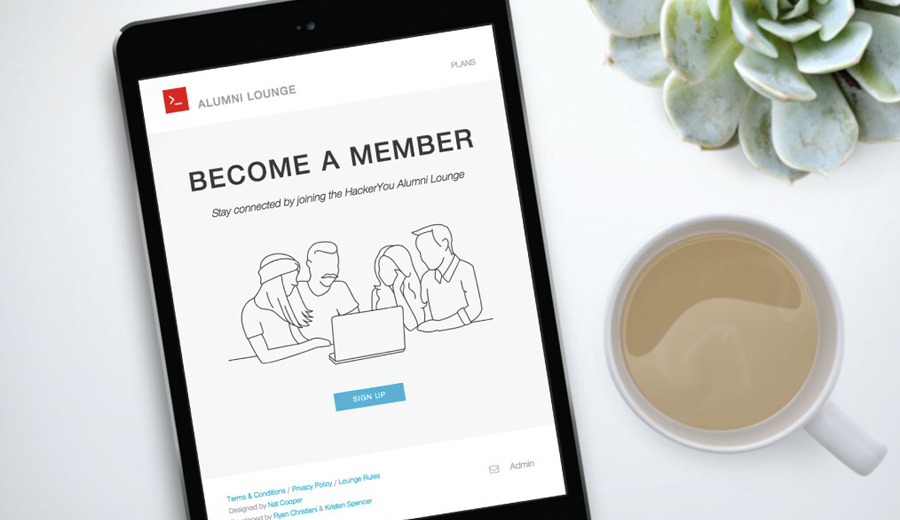 >_ ALUMNI LOUNGE
PLANS
BECOME A MEMBER
Stay connected by joining the HackerYou Alumni Lounge
SIGN UP
Terms & Conditions / Privacy Policy / Lounge Rules
Admin
Designed by Nat Cooper
Developed by Ryan Christiani & Kristen Spencer